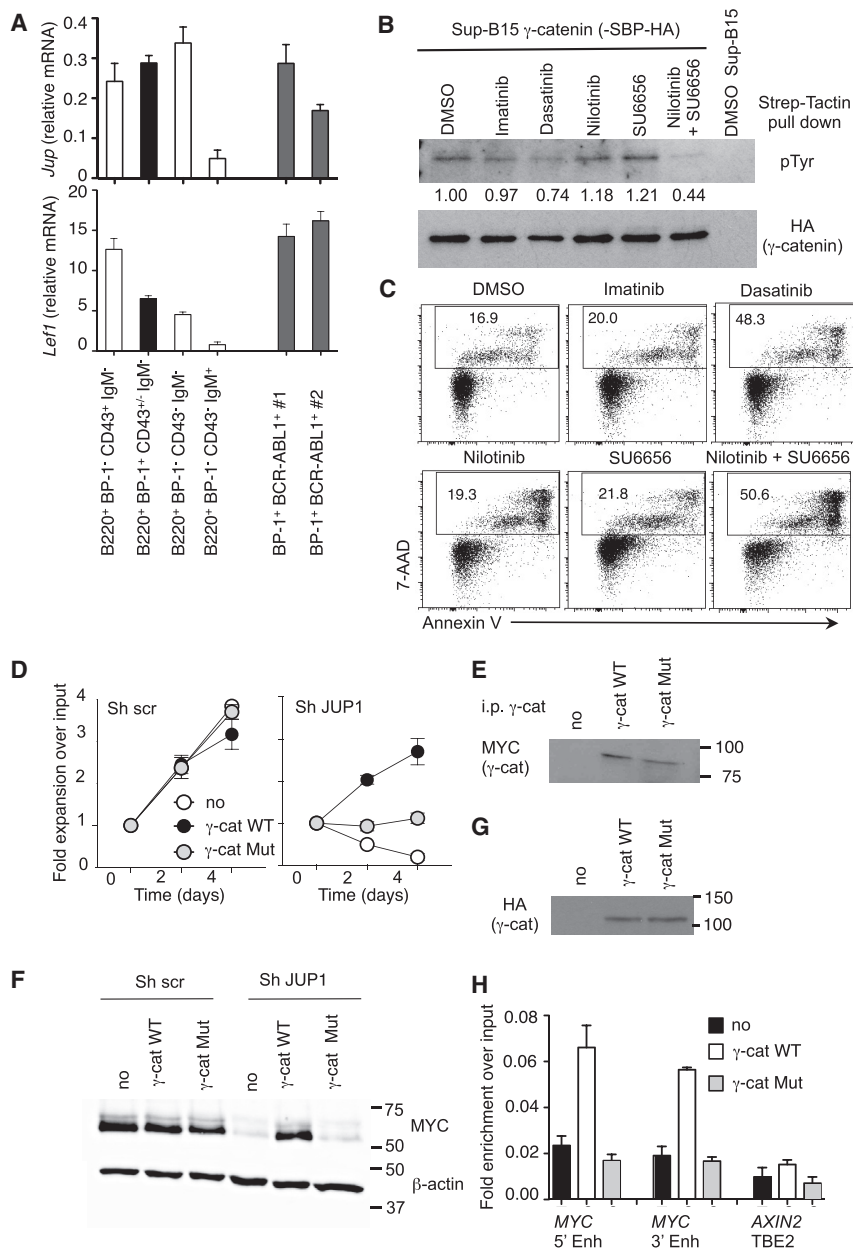 A
Jup (relative mRNA)
0.4
0.3
0.2
0.1
0
Left1 (relative mRNA)
20
15
10
5
0
B220+ BP-1- CD43+ IgM-
B220+ BP-1+ CD43+/- IgM-
B220+ BP-1- CD43- IgM-
B220+ BP-1- CD43- IgM+
BP-1+ BCR-ABL1+ #1
BP-1+ BCR-ABL1+ #2
B
Sup-B15 γ-catenin (-SBP-HA)
DMSO
Imatinib
Dasatinib
Nilotinib
SU6656
Nilotinib
+ SU6656
DMSO Sup-B15
Strep-Tactin
pull down
pTyr
1.00 0.97 0.74 1.18 1.21 0.44
HA
(γ-catenin)
C
DMSO Imatinib Dasatinib
16.9 20.0 48.3
Nilotinib SU6656 Nilotinib + SU6656
19.3 21.8 50.6
7-AAD
Annexin V
D
Fold expansion over input
4
3
2
1
0
Sh scr
no
γ-cat WT
γ-cat Mut
0 2 4
Time (days)
Sh JUP1
0 2 4
Time (days)
E
i.p. γ-cat
no
γ-cat WT
γ-cat Mut
MYC
(γ-cat)
100
75
G
no
γ-cat WT
γ-cat Mut
HA
(γ-cat)
150
100
F
Sh scr Sh JUP1
no
γ-cat WT
γ-cat Mut
no
γ-cat WT
γ-cat Mut
75
MYC
50
50
β-actin
37
H
Fold enrichment over input
0.08
0.06
0.04
0.02
0.00
no
γ-cat WT
γ-cat Mut
MYC
5' Enh
MYC
3' Enh
AXIN2
TBE2